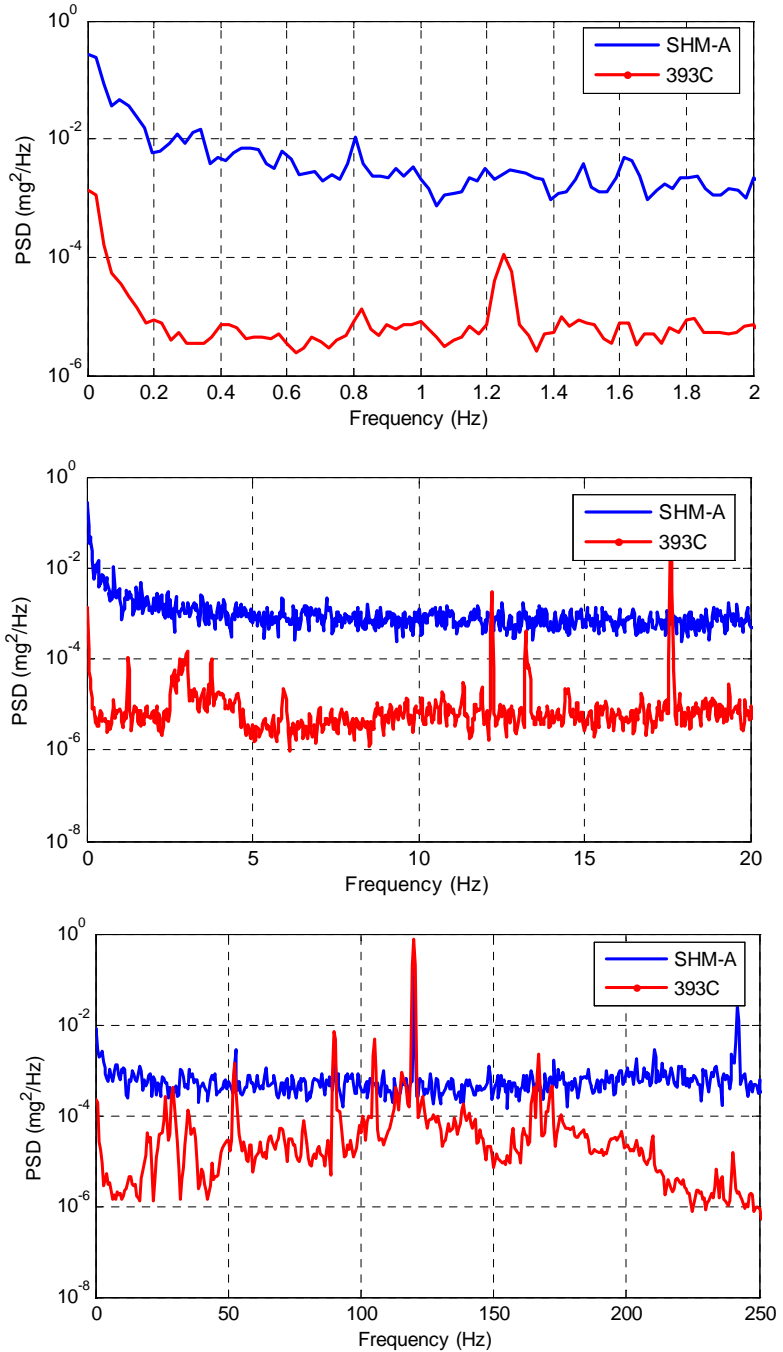 10^0
10^-2
10^-4
10^-6
PSD (mg^2/Hz)
SHM-A
393C
0 0.2 0.4 0.6 0.8 1 1.2 1.4 1.6 1.8 2
Frequency (Hz)
10^0
10^-2
10^-4
10^-6
10^-8
PSD (mg^2/Hz)
SHM-A
393C
0 5 10 15 20
Frequency (Hz)
10^0
10^-2
10^-4
10^-6
10^-8
PSD (mg^2/Hz)
SHM-A
393C
0 50 100 150 200 250
Frequency (Hz)